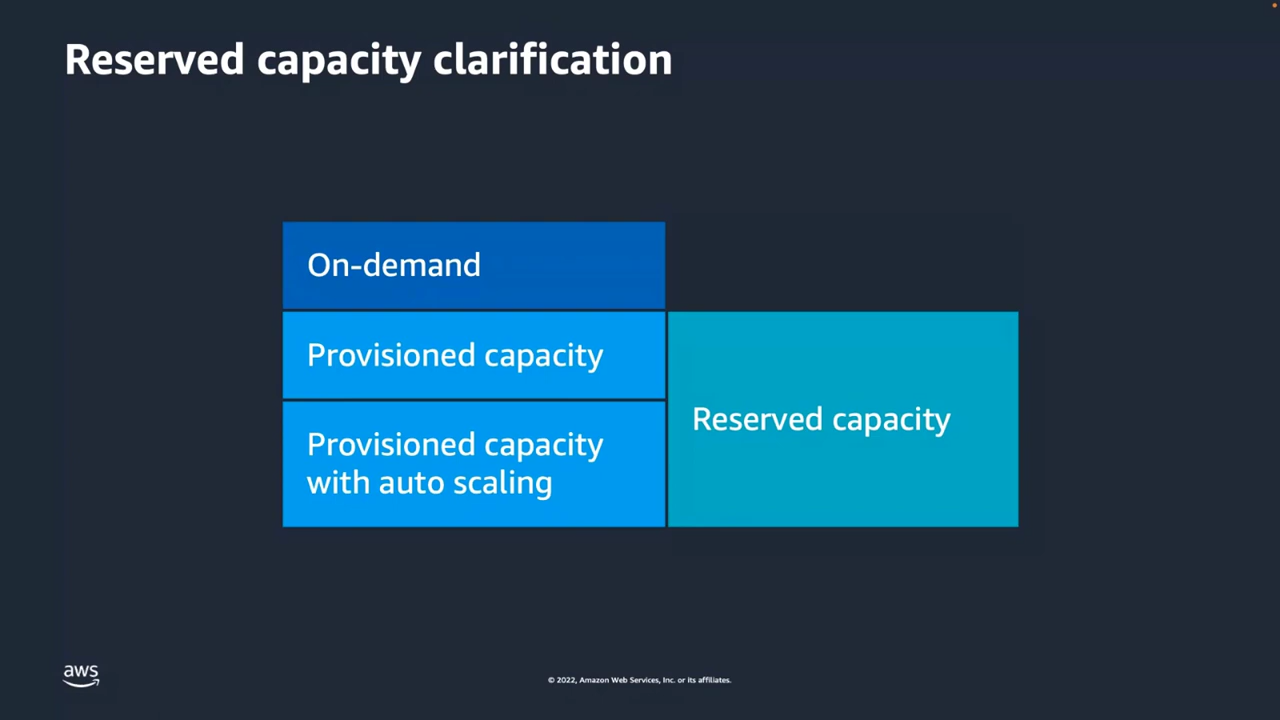 Reserved capacity clarification
On-demand
Provisioned capacity
Provisioned capacity
with auto scaling
Reserved capacity
aws
© 2022, Amazon Web Services, Inc. or its affiliates.